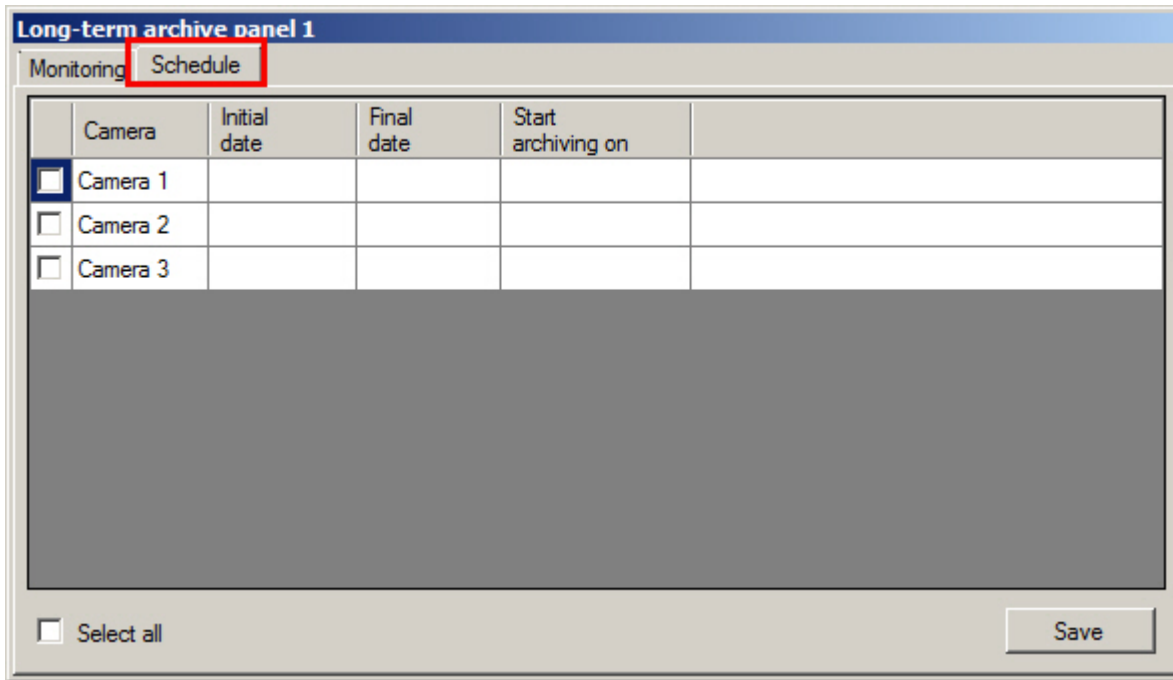 Long-term archive panel 1
Monitoring Schedule
Camera Initial date Final date Start archiving on
Camera 1
Camera 2
Camera 3
Select all Save